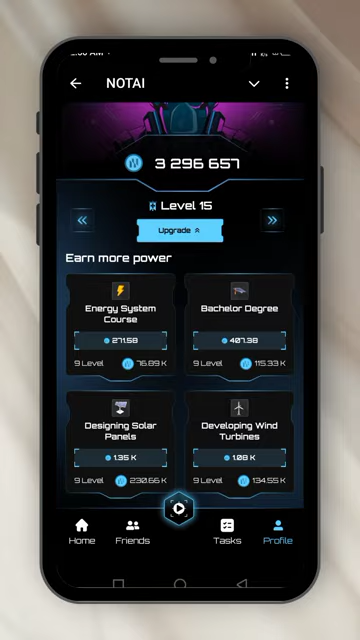 NOTAI
3 296 657
Level 15
Upgrade
Earn more power
Energy System
Course
271.58
9 Level 76.89 K
Bachelor Degree
407.38
9 Level 115.33 K
Designing Solar
Panels
1.35 K
9 Level 230.66 K
Developing Wind
Turbines
1.08 K
9 Level 134.55 K
Home
Friends
Tasks
Profile